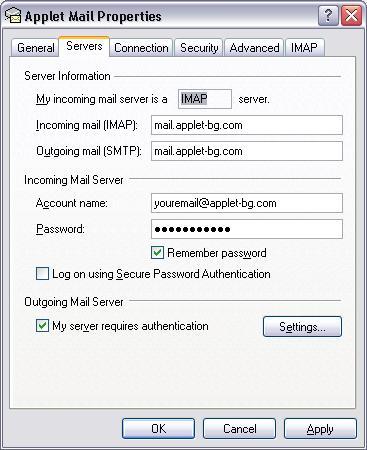 Applet Mail Properties
General Servers Connection Security Advanced IMAP
Server Information
My incoming mail server is a IMAP server.
Incoming mail (IMAP): mail.applet-bg.com
Outgoing mail (SMTP): mail.applet-bg.com
Incoming Mail Server
Account name: youremail@applet-bg.com
Password: ●●●●●●●●●●●
Remember password
Log on using Secure Password Authentication
Outgoing Mail Server
My server requires authentication Settings...
OK Cancel Apply